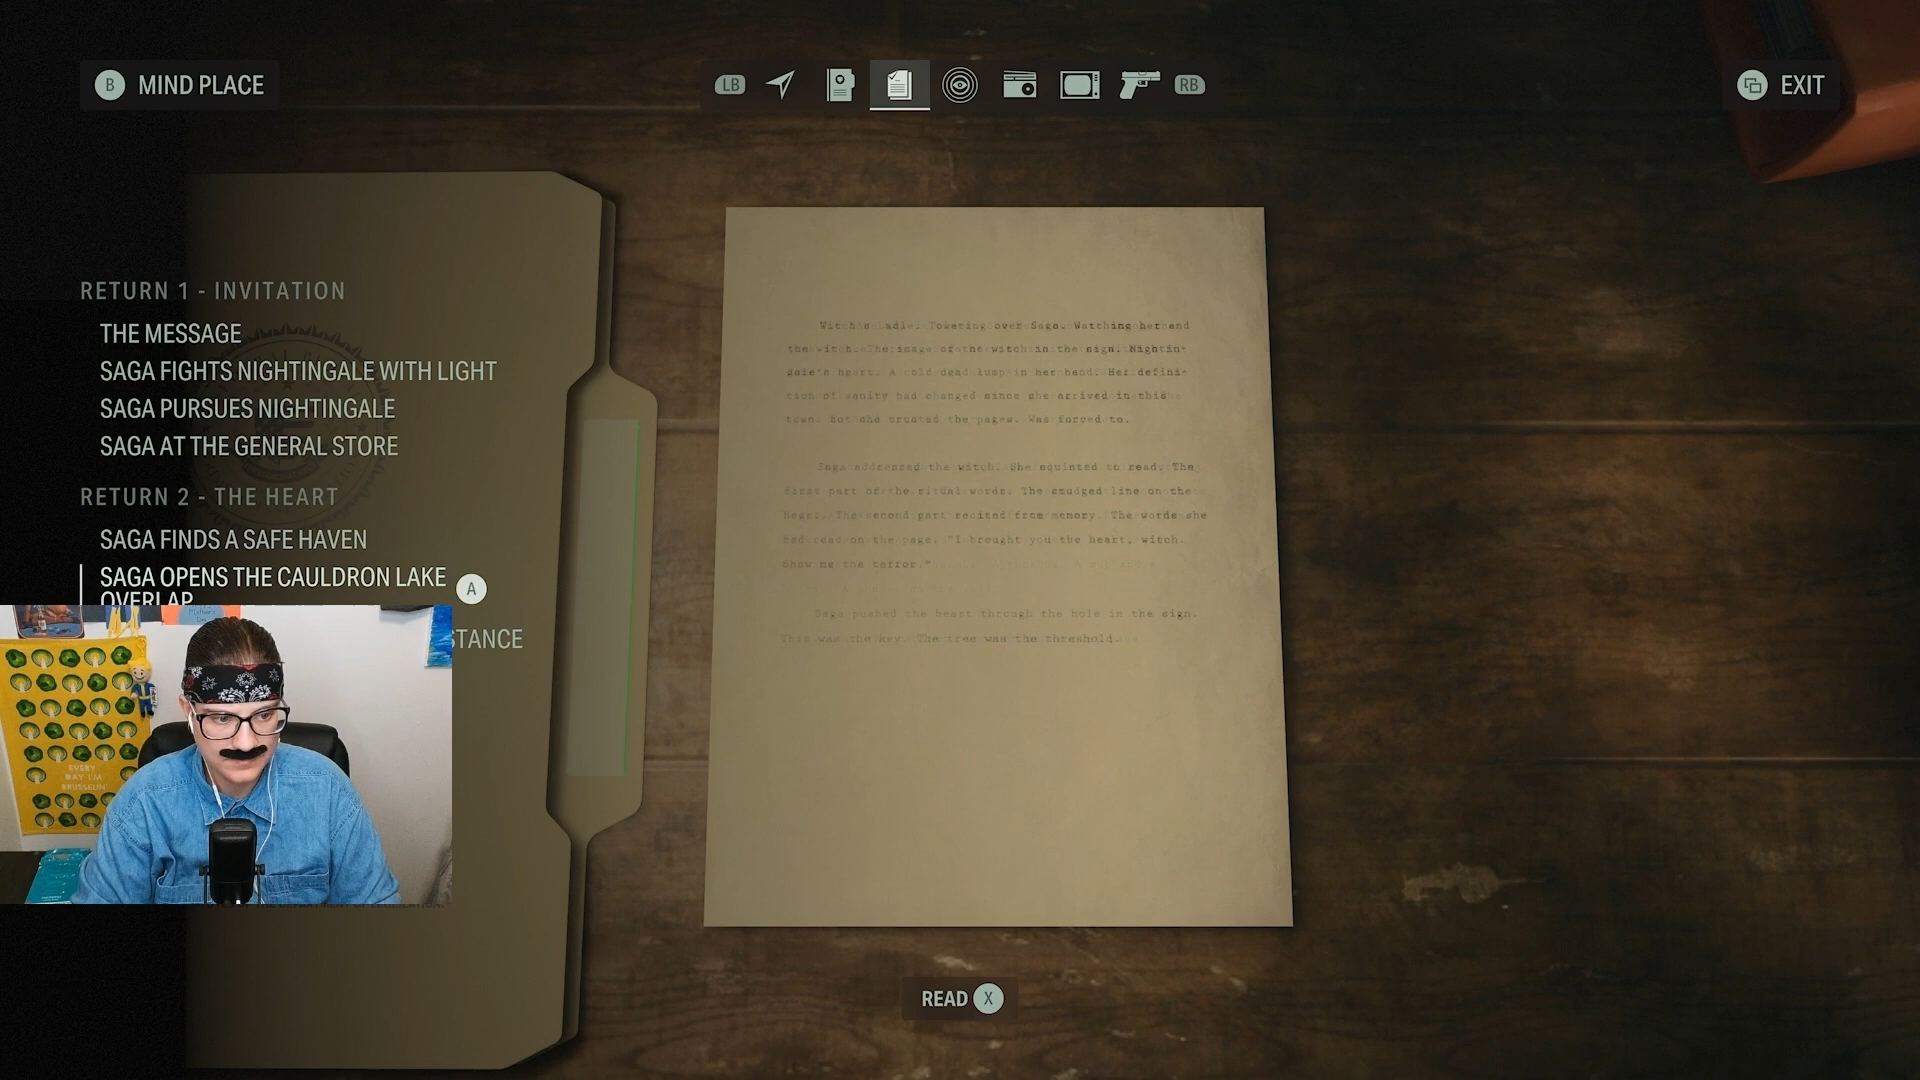 B MIND PLACE
LB
RB
EXIT
RETURN 1 - INVITATION
THE MESSAGE
SAGA FIGHTS NIGHTINGALE WITH LIGHT
SAGA PURSUES NIGHTINGALE
SAGA AT THE GENERAL STORE
RETURN 2 - THE HEART
SAGA FINDS A SAFE HAVEN
SAGA OPENS THE CAULDRON LAKE
OVERLAP
A
STANCE
Witch's Ladle. Towering over Saga. Watching her and
the witch. The image of the witch in the sign. Nightin-
gale's heart. A cold dead lump in her hand. Her defini-
tion of sanity had changed since she arrived in this
town. But she trusted the pages. Was forced to.
Saga addressed the witch. She squinted to read. The
first part of the ritual words. The smudged line on the
heart. The second part recited from memory. The words she
had read on the page. "I brought you the heart, witch.
Show me the terror."
Saga pushed the heart through the hole in the sign.
This was the key. The tree was the threshold.
EVERY
DAY I'M
BRUSSELIN'
READ X